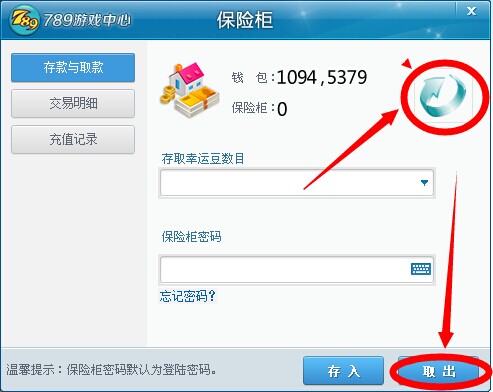 789游戏中心
保险柜
x
存款与取款
交易明细
充值记录
钱 包:1094,5379
保险柜:0
存取幸运豆数目
保险柜密码
忘记密码?
温馨提示:保险柜密码默认为登陆密码。
存 入
取 出